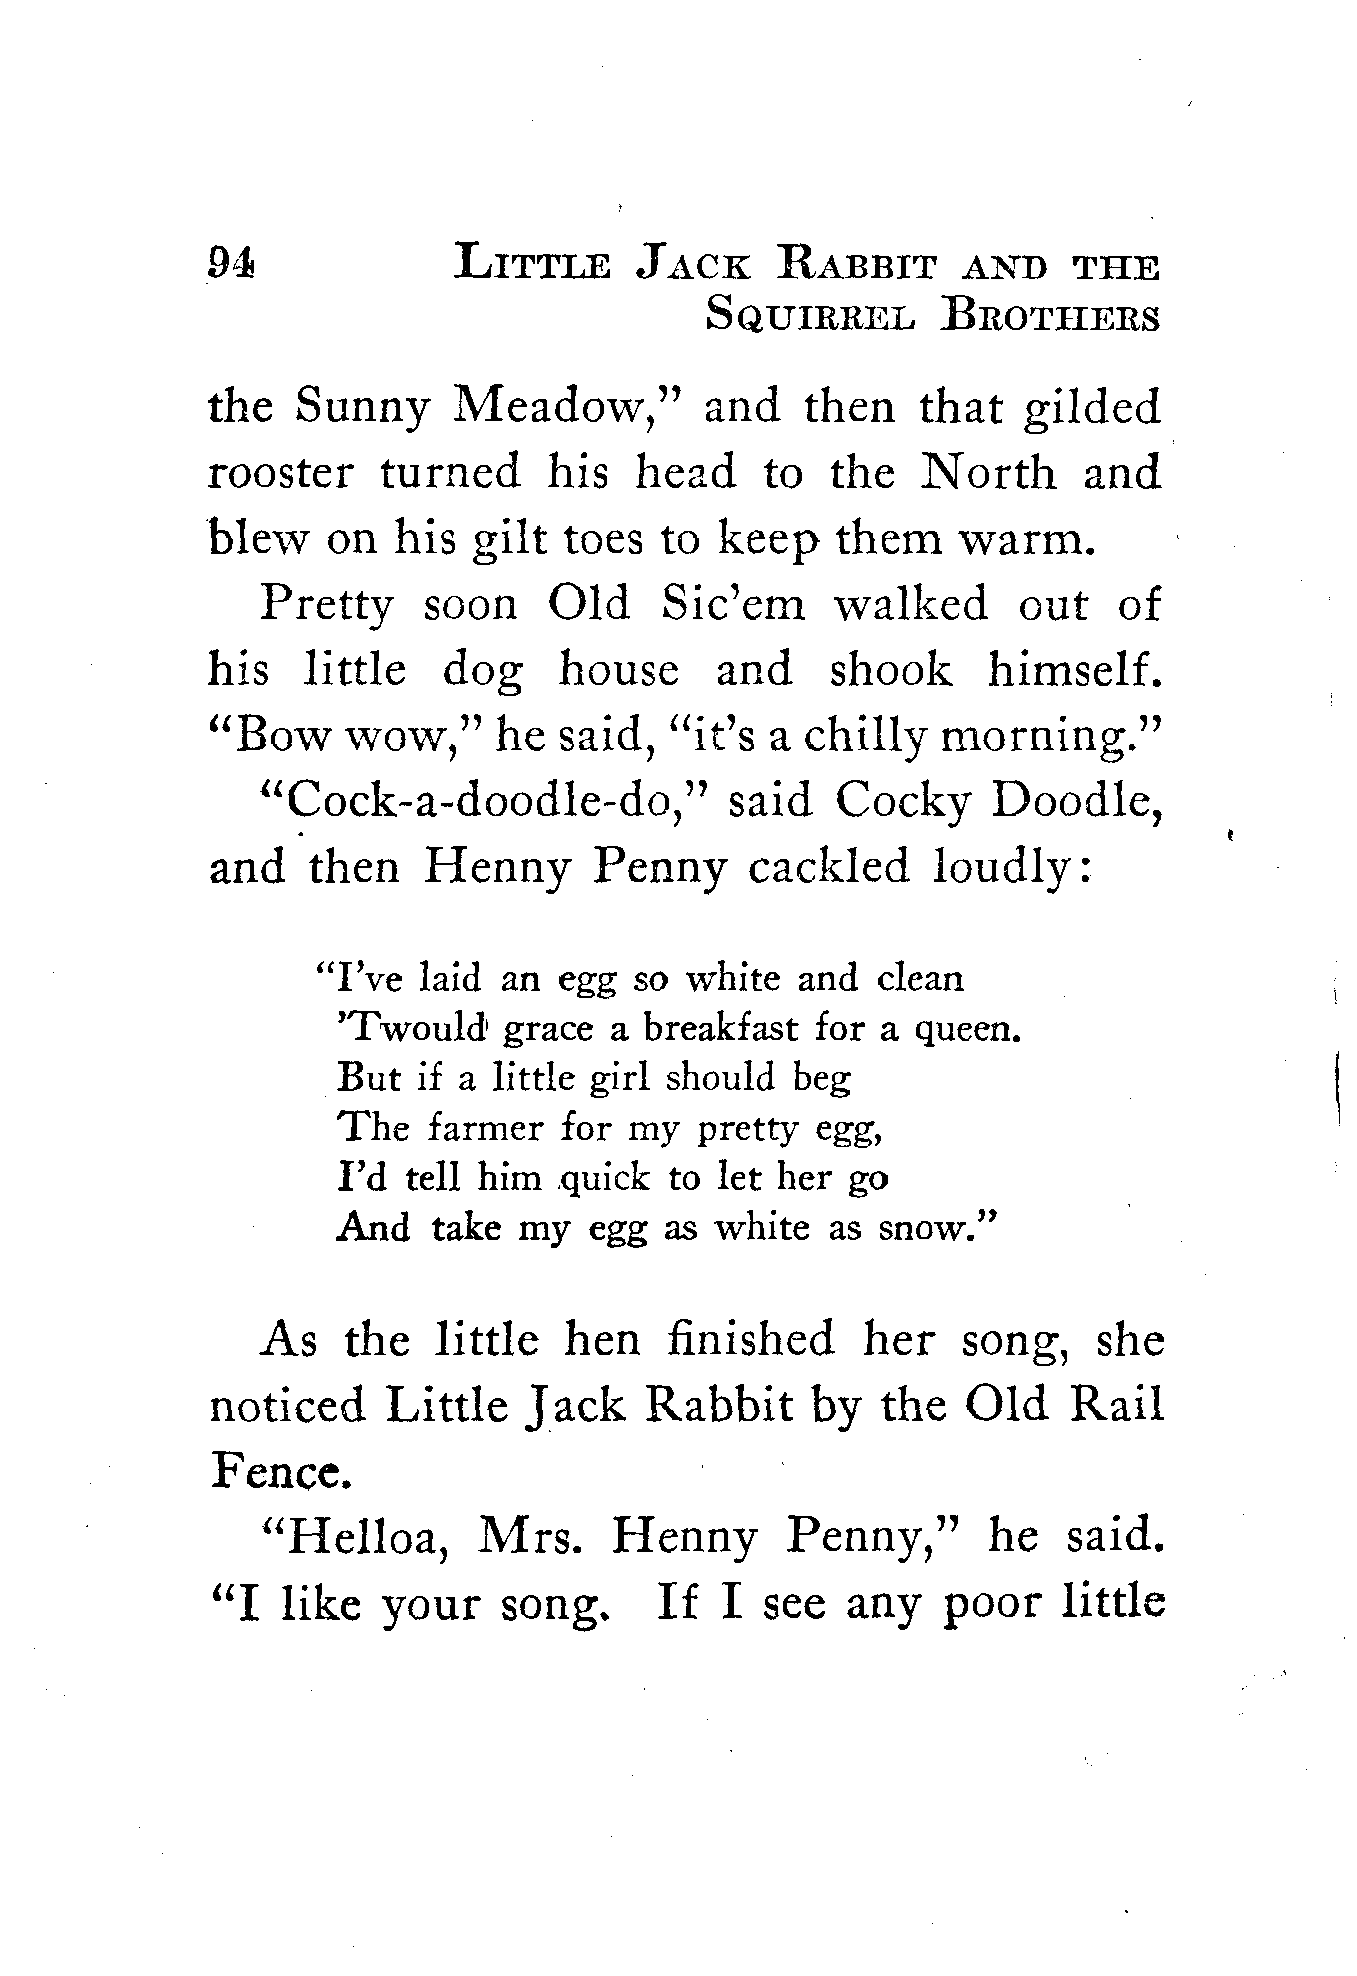 94 LITTLE JACK RABBIT AND THE
SQUIRREL BROTHERS
the Sunny Meadow,” and then that gilded
rooster turned his head to the North and
blew on his gilt toes to keep them warm.
Pretty soon Old Sic’em walked out of
his little dog house and shook himself.
“Bow wow,” he said, “it’s a chilly morning.”
“Cock-a-doodle-do,” said Cocky Doodle,
and then Henny Penny cackled loudly:
“I’ve laid an egg so white and clean
’Twould grace a breakfast for a queen.
But if a little girl should beg
The farmer for my pretty egg,
I’d tell him quick to let her go
And take my egg as white as snow.”
As the little hen finished her song, she
noticed Little Jack Rabbit by the Old Rail
Fence.
“Helloa, Mrs. Henny Penny,” he said.
“I like your song. If I see any poor little